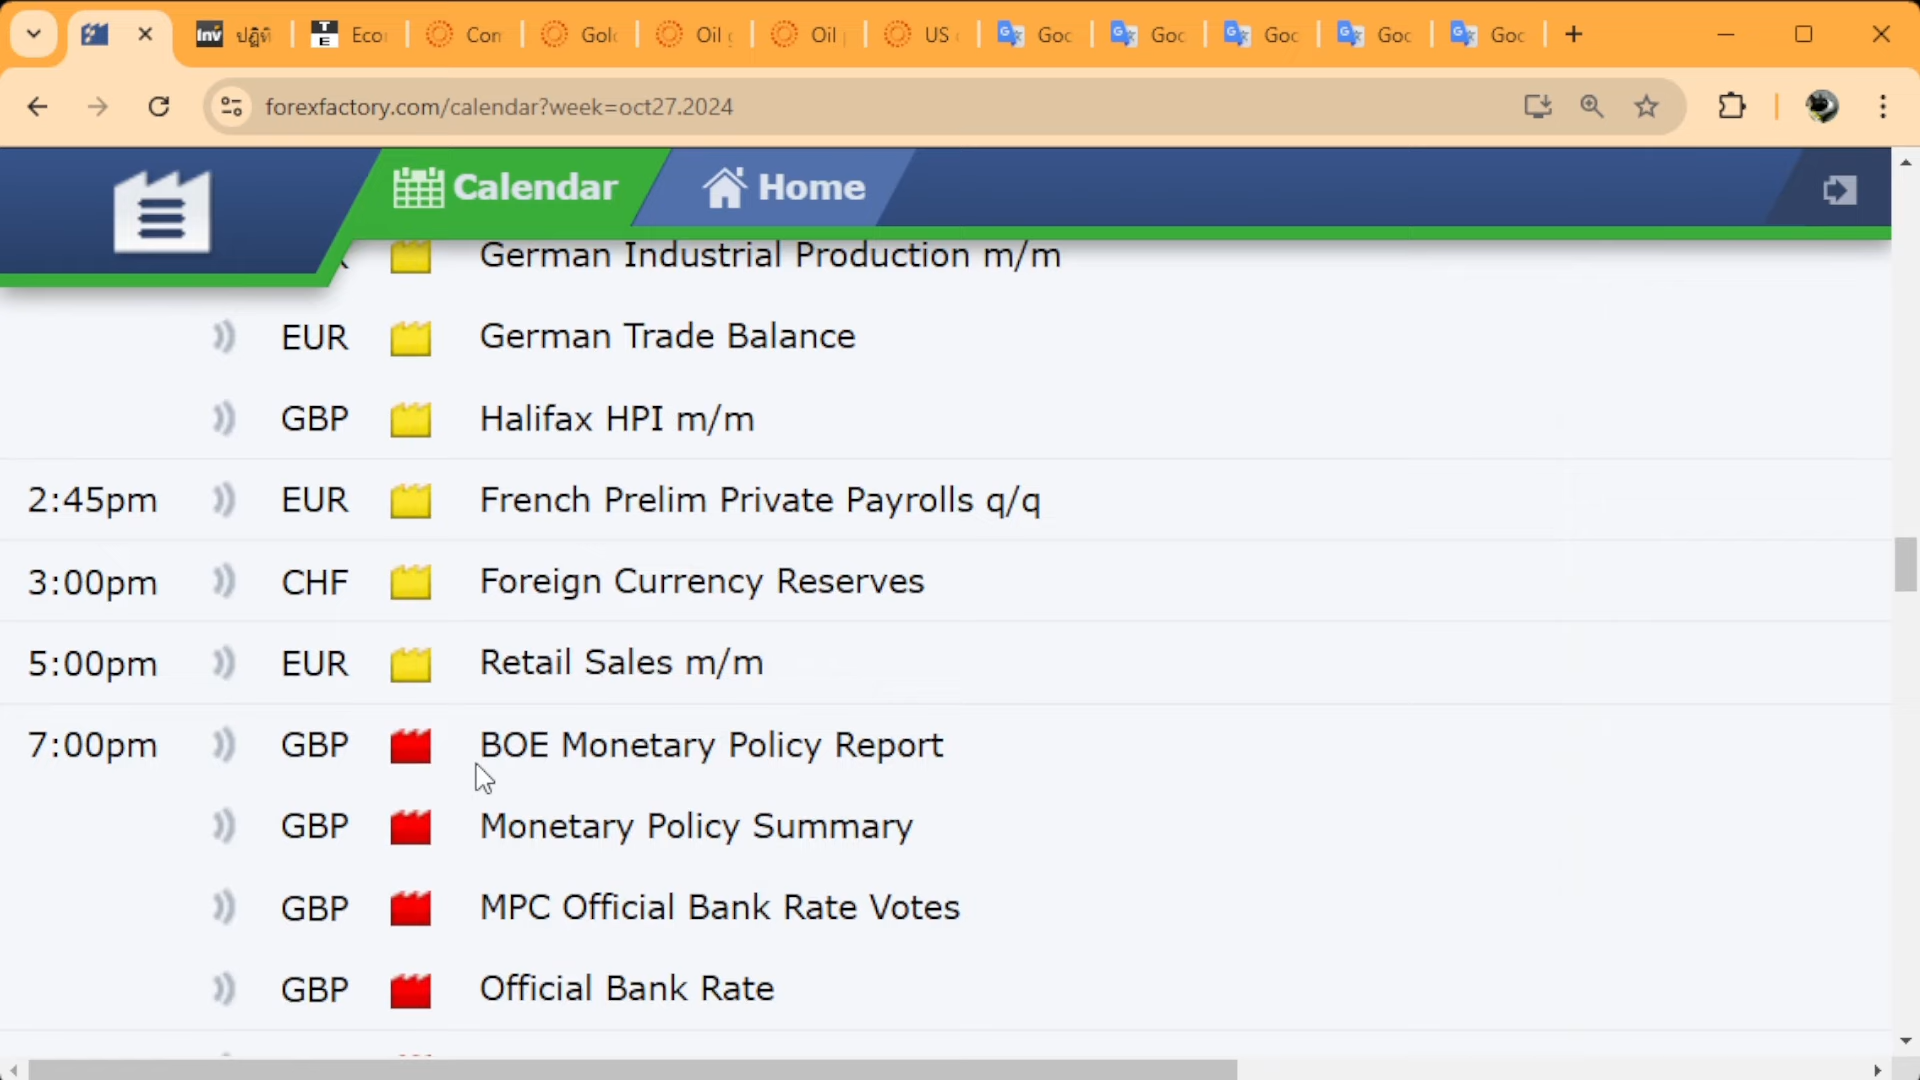 Inv ปฏิทิ
TE Eco
Con
Gol
Oil g
Oil p
US
Goo
Goo
Goo
Goo
Goo
forexfactory.com/calendar?week=oct27.2024
Calendar
Home
German Industrial Production m/m
EUR German Trade Balance
GBP Halifax HPI m/m
2:45pm EUR French Prelim Private Payrolls q/q
3:00pm CHF Foreign Currency Reserves
5:00pm EUR Retail Sales m/m
7:00pm GBP BOE Monetary Policy Report
GBP Monetary Policy Summary
GBP MPC Official Bank Rate Votes
GBP Official Bank Rate